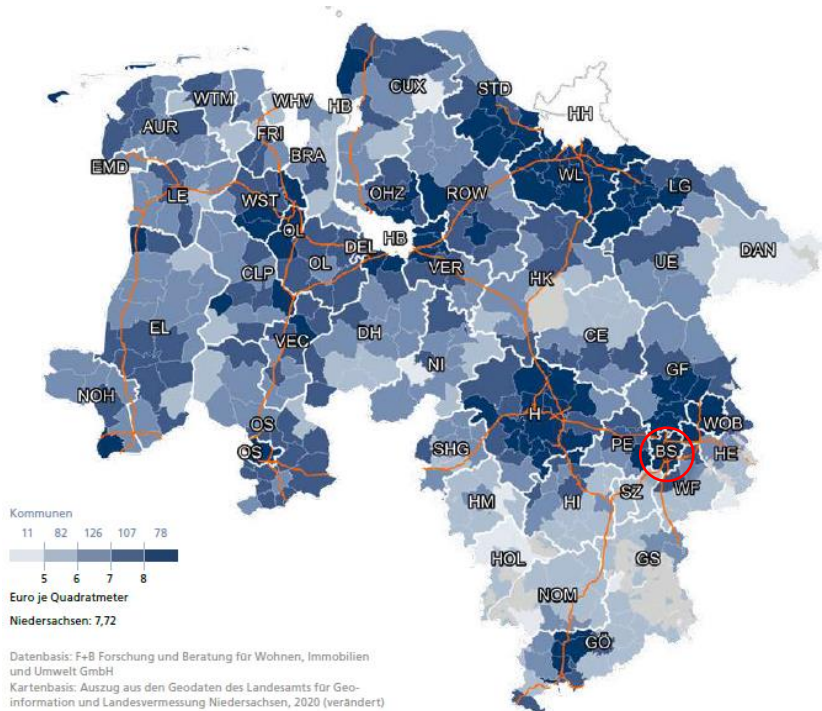 CUX
STD
WTM
WHV
HB
HH
AUR
FRI
BRA
EMD
WL
LG
LE
WST
OHZ
ROW
OL
HB
DEL
DAN
CLP
OL
VER
UE
HK
EL
VEC
DH
CE
NI
GF
NOH
H
WOB
OS
PE
BS
HE
OS
SHG
SZ
WF
HM
HI
Kommunen
11 82 126 107 78
HOL
GS
5 6 7 8
NOM
Euro je Quadratmeter
Niedersachsen: 7,72
GÖ
Datenbasis: F+B Forschung und Beratung für Wohnen, Immobilien
und Umwelt GmbH
Kartenbasis: Auszug aus den Geodaten des Landesamts für Geo-
information und Landesvermessung Niedersachsen, 2020 (verändert)